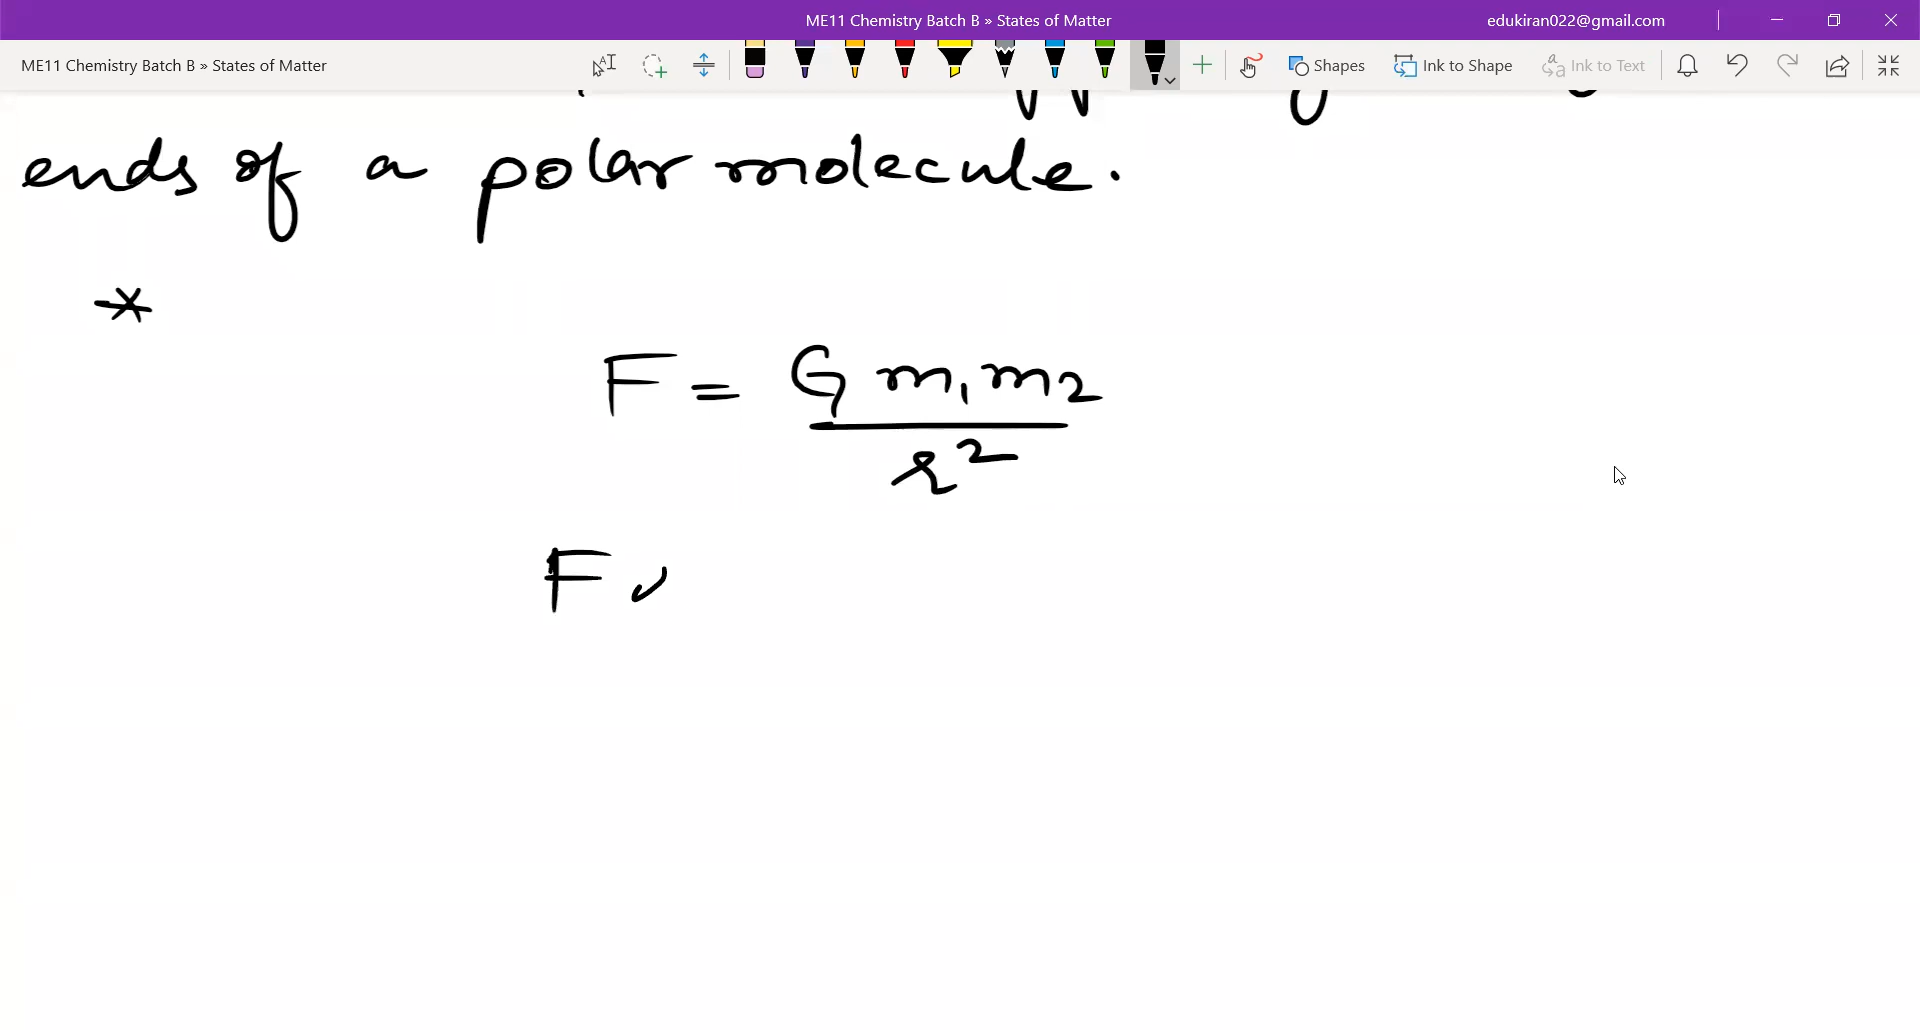 ME11 Chemistry Batch B » States of Matter edukiran022@gmail.com
ME11 Chemistry Batch B » States of Matter Shapes Ink to Shape Ink to Text
ends of a polar molecule.
*
F = G m₁m₂
r²
F